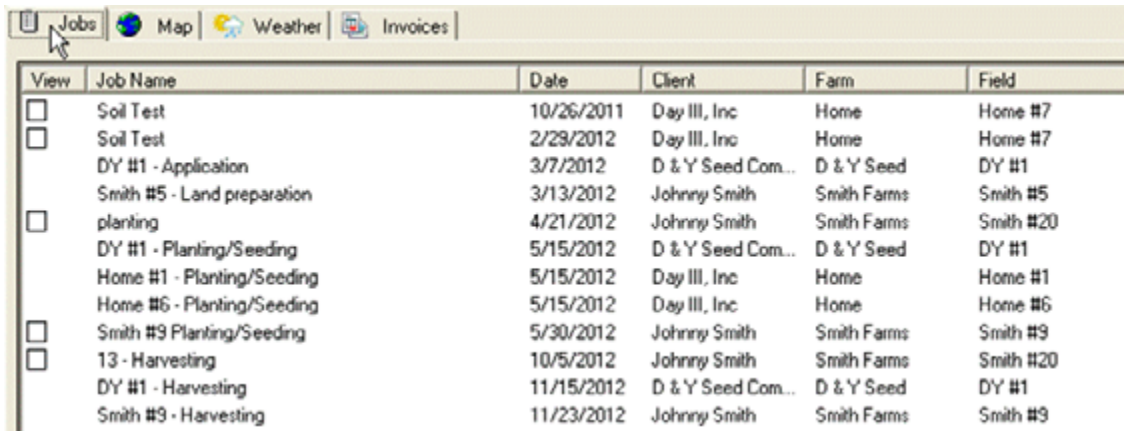 Jobs Map Weather Invoices
View Job Name Date Client Farm Field
Soil Test 10/26/2011 Day III, Inc Home Home #7
Soil Test 2/29/2012 Day III, Inc Home Home #7
DY #1 - Application 3/7/2012 D & Y Seed Com... D & Y Seed DY #1
Smith #5 - Land preparation 3/13/2012 Johnny Smith Smith Farms Smith #5
planting 4/21/2012 Johnny Smith Smith Farms Smith #20
DY #1 - Planting/Seeding 5/15/2012 D & Y Seed Com... D & Y Seed DY #1
Home #1 - Planting/Seeding 5/15/2012 Day III, Inc Home Home #1
Home #6 - Planting/Seeding 5/15/2012 Day III, Inc Home Home #6
Smith #9 Planting/Seeding 5/30/2012 Johnny Smith Smith Farms Smith #9
13 - Harvesting 10/5/2012 Johnny Smith Smith Farms Smith #20
DY #1 - Harvesting 11/15/2012 D & Y Seed Com... D & Y Seed DY #1
Smith #9 - Harvesting 11/23/2012 Johnny Smith Smith Farms Smith #9